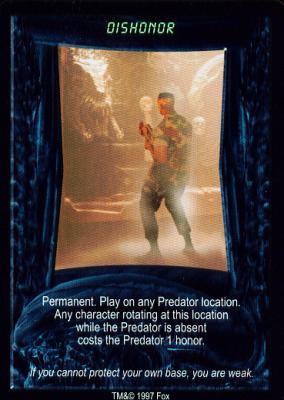 DISHONOR
Permanent. Play on any Predator location.
Any character rotating at this location
while the Predator is absent
costs the Predator 1 honor.
If you cannot protect your own base, you are weak.
TM&© 1997 Fox